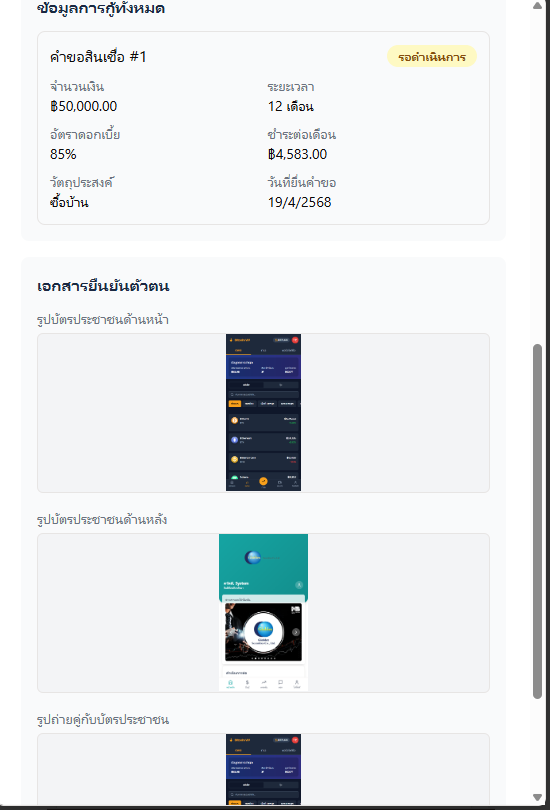 ข้อมูลการกู้ทั้งหมด
คำขอสินเชื่อ #1
รอดำเนินการ
จำนวนเงิน
ระยะเวลา
฿50,000.00
12 เดือน
อัตราดอกเบี้ย
ชำระต่อเดือน
85%
฿4,583.00
วัตถุประสงค์
วันที่ยื่นคำขอ
ซื้อบ้าน
19/4/2568
เอกสารยืนยันตัวตน
รูปบัตรประชาชนด้านหน้า
รูปบัตรประชาชนด้านหลัง
รูปถ่ายคู่กับบัตรประชาชน